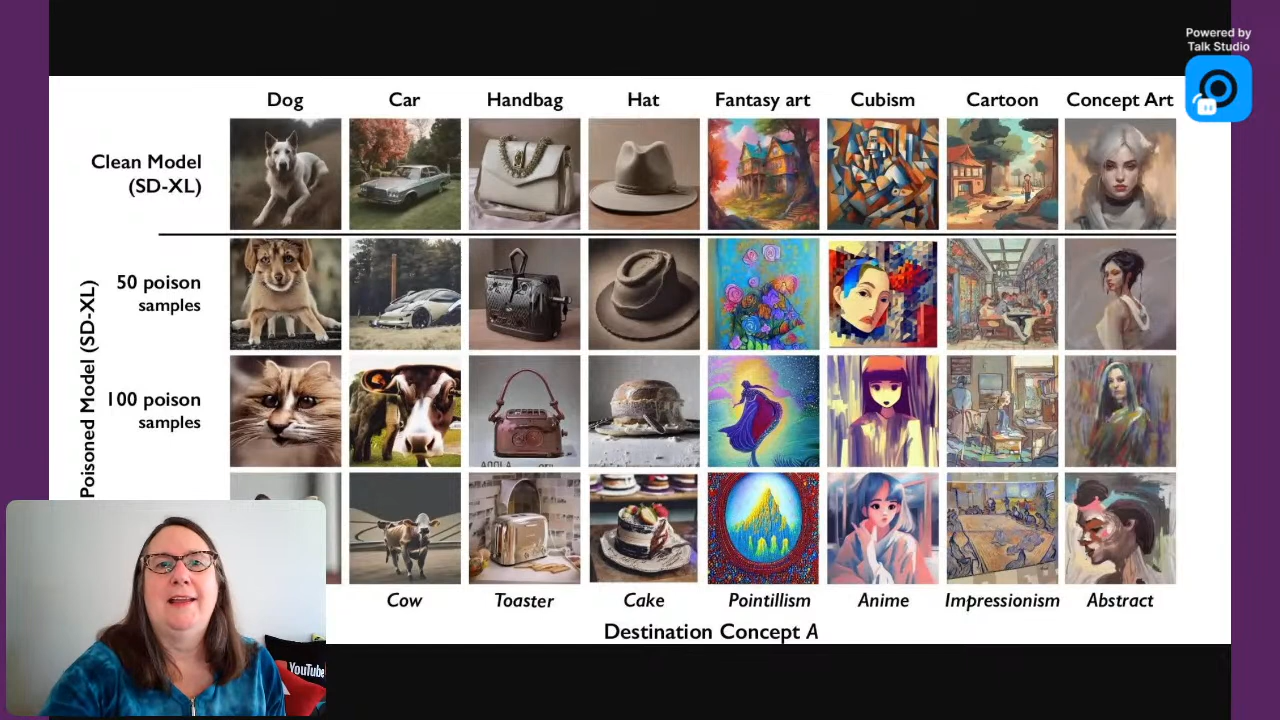 Powered by
Talk Studio
Dog Car Handbag Hat Fantasy art Cubism Cartoon Concept Art
Clean Model
(SD-XL)
Poisoned Model (SD-XL)
50 poison
samples
100 poison
samples
Cow Toaster Cake Pointillism Anime Impressionism Abstract
Destination Concept A
YouTube